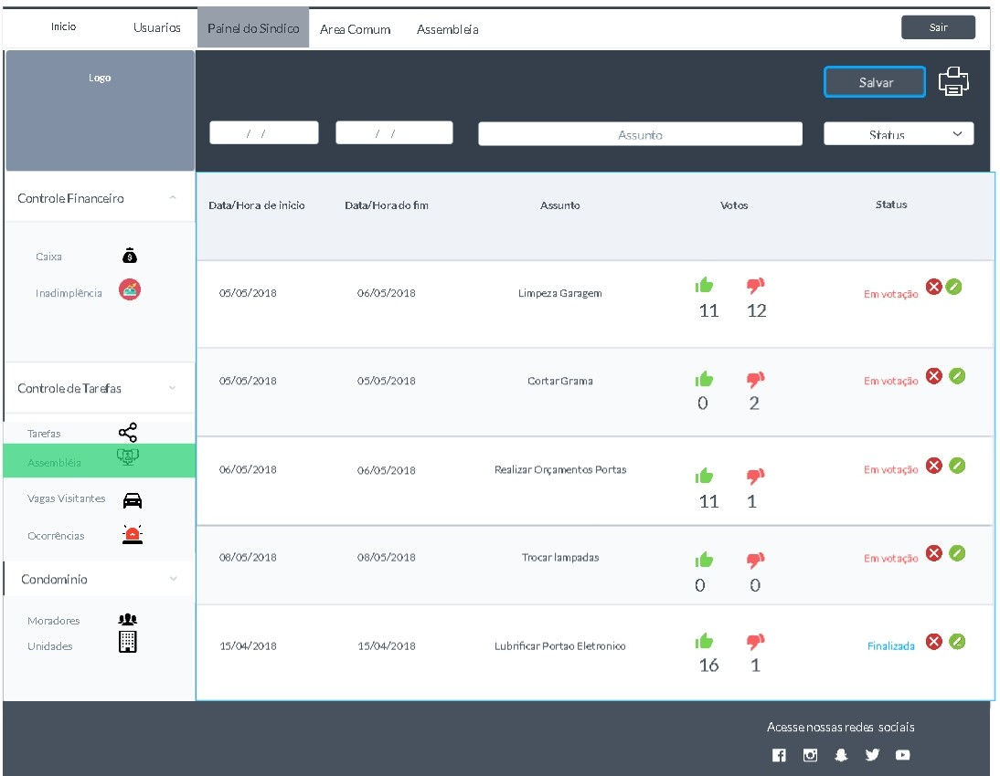 Inicio Usuarios Painel do Sindico Area Comum Assembleia Sair
Logo
Salvar
/ / / / Assunto Status
Controle Financeiro
Data/Hora de inicio Data/Hora do fim Assunto Votos Status
Caixa
Inadimplência
05/05/2018 06/05/2018 Limpeza Garagem 11 12 Em votação
05/05/2018 05/05/2018 Cortar Grama 0 2 Em votação
Controle de Tarefas
Tarefas
Assembléia
06/05/2018 06/05/2018 Realizar Orçamentos Portas 11 1 Em votação
Vagas Visitantes
Ocorrências
08/05/2018 08/05/2018 Trocar lampadas 0 0 Em votação
Condomínio
Moradores
Unidades
15/04/2018 15/04/2018 Lubrificar Portao Eletronico 16 1 Finalizada
Acesse nossas redes sociais